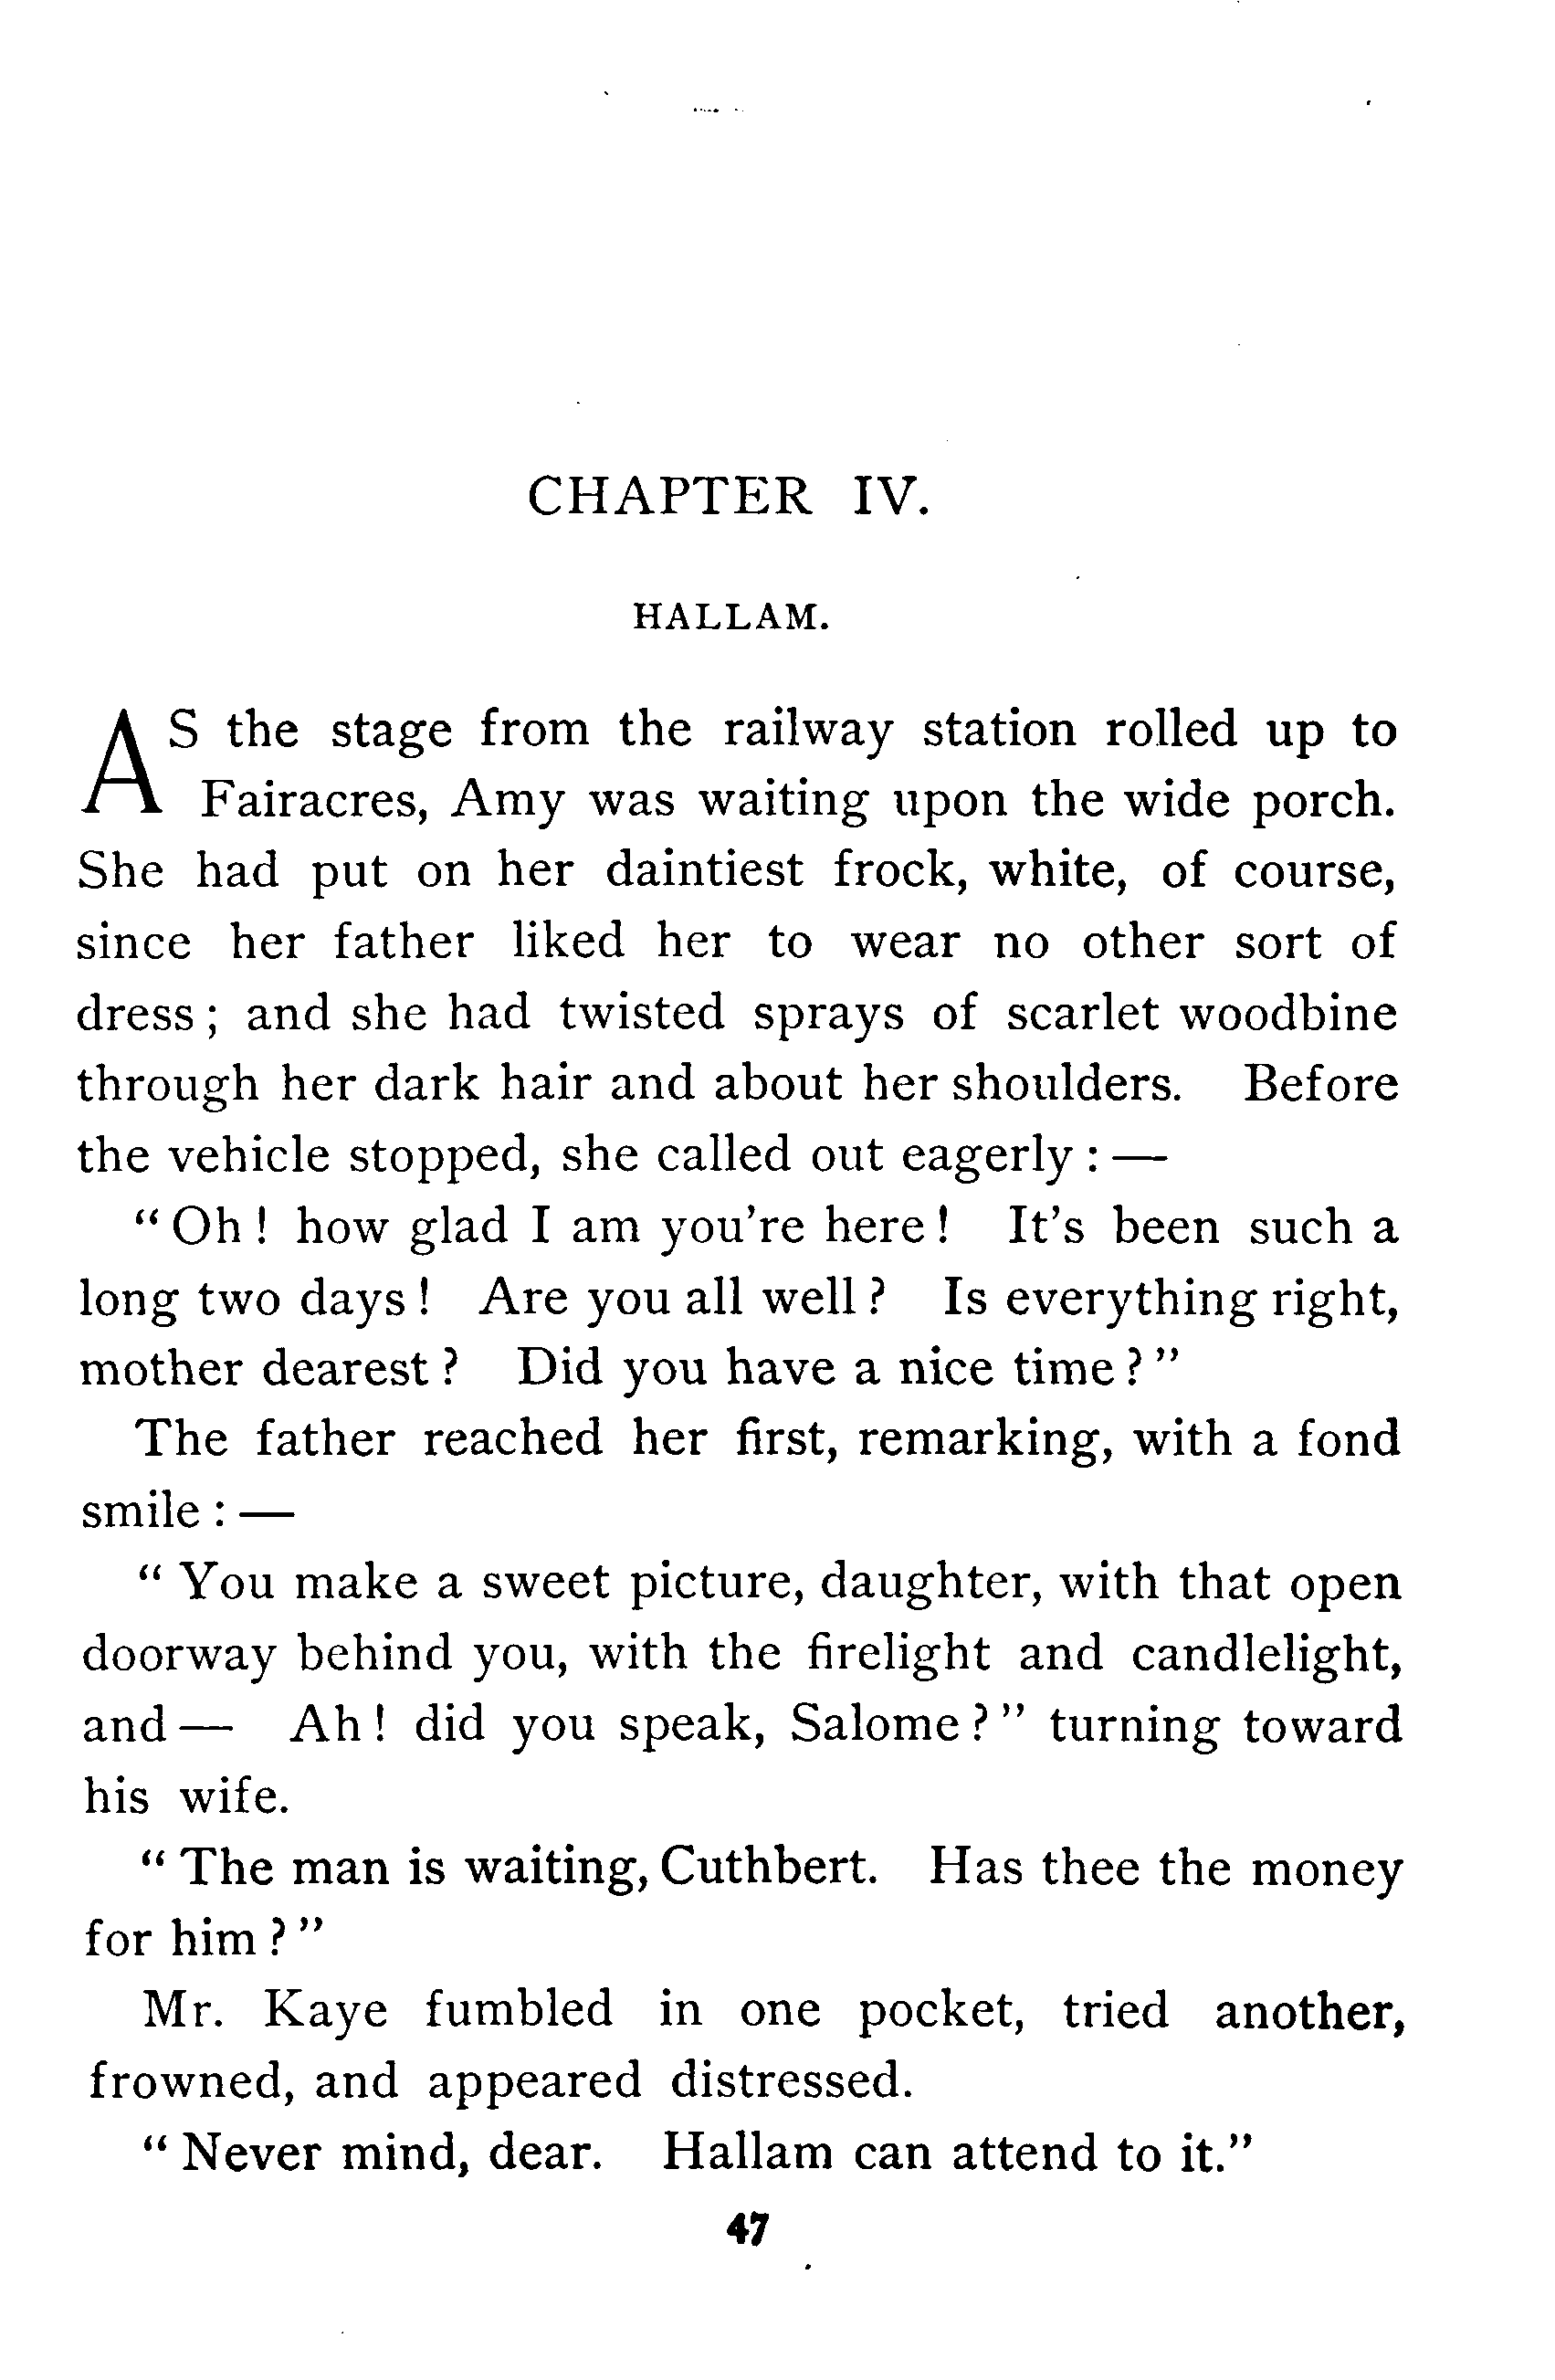 CHAPTER IV.
HALLAM.
AS the stage from the railway station rolled up to
Fairacres, Amy was waiting upon the wide porch.
She had put on her daintiest frock, white, of course,
since her father liked her to wear no other sort of
dress; and she had twisted sprays of scarlet woodbine
through her dark hair and about her shoulders. Before
the vehicle stopped, she called out eagerly: —
“Oh! how glad I am you're here! It's been such a
long two days! Are you all well? Is everything right,
mother dearest? Did you have a nice time?”
The father reached her first, remarking, with a fond
smile: —
“You make a sweet picture, daughter, with that open
doorway behind you, with the firelight and candlelight,
and — Ah! did you speak, Salome?” turning toward
his wife.
“The man is waiting, Cuthbert. Has thee the money
for him?”
Mr. Kaye fumbled in one pocket, tried another,
frowned, and appeared distressed.
“Never mind, dear. Hallam can attend to it.”
47